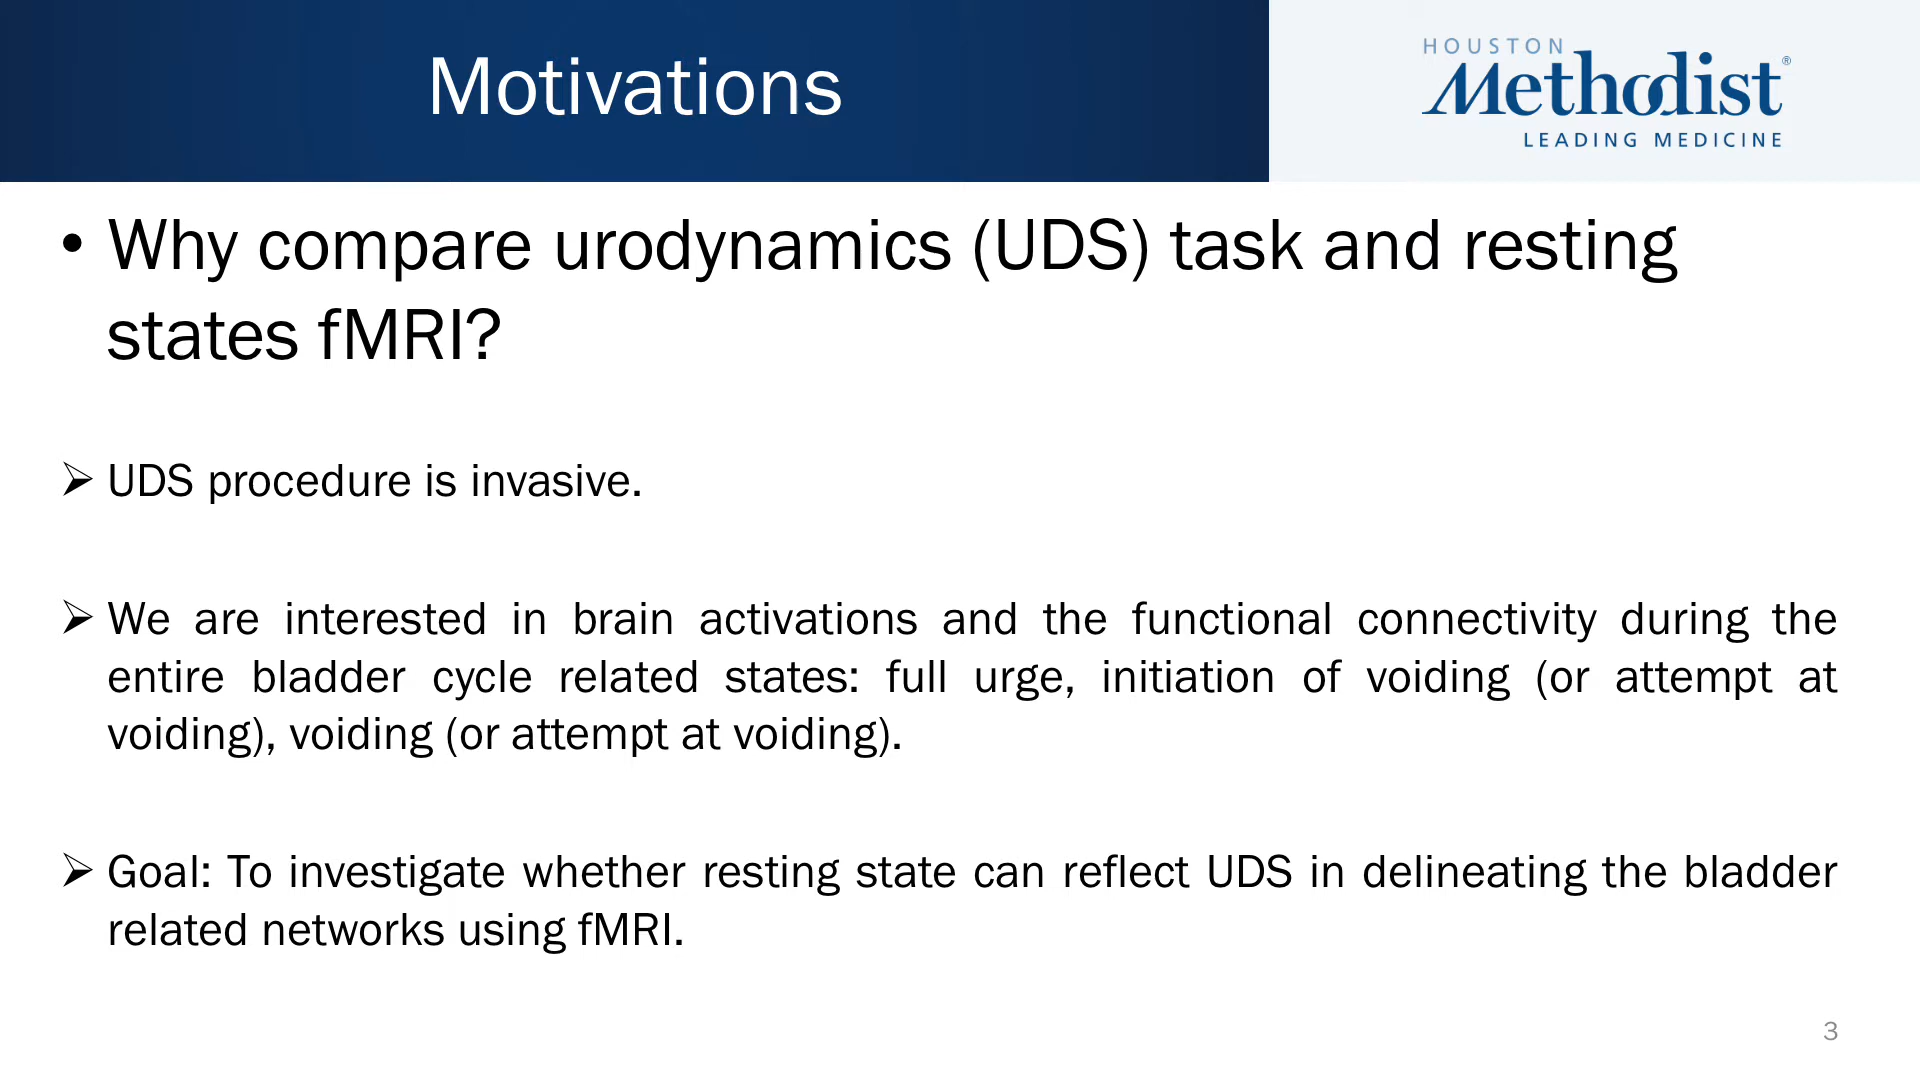 Motivations
HOUSTON
Methodist®
LEADING MEDICINE
• Why compare urodynamics (UDS) task and resting
states fMRI?
➢ UDS procedure is invasive.
➢ We are interested in brain activations and the functional connectivity during the
entire bladder cycle related states: full urge, initiation of voiding (or attempt at
voiding), voiding (or attempt at voiding).
➢ Goal: To investigate whether resting state can reflect UDS in delineating the bladder
related networks using fMRI.
3